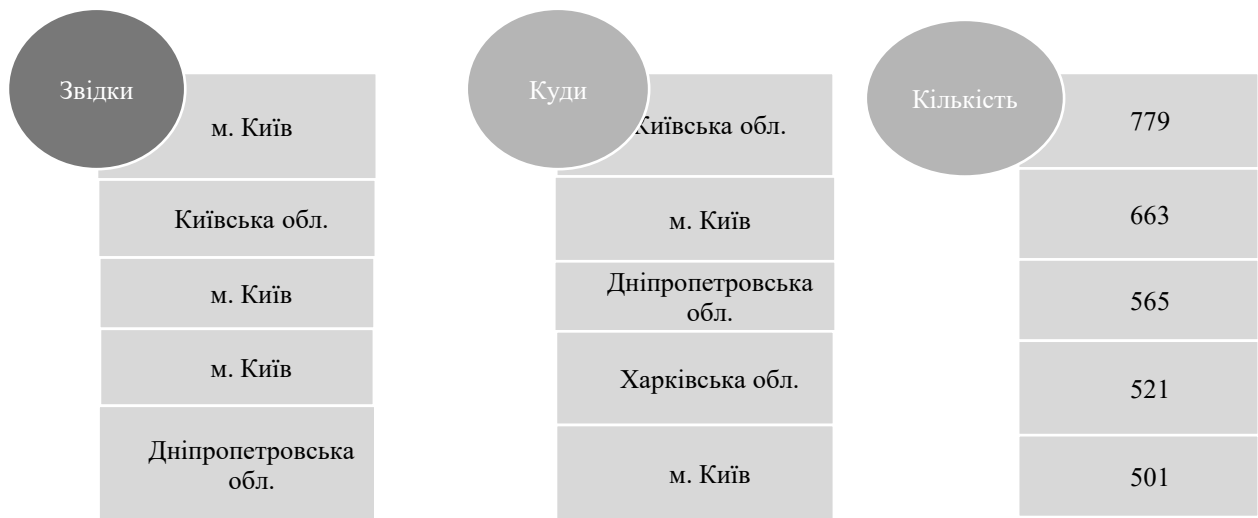 Звідки
м. Київ
Київська обл.
м. Київ
м. Київ
Дніпропетровська
обл.
Куди
Київська обл.
м. Київ
Дніпропетровська
обл.
Харківська обл.
м. Київ
Кількість
779
663
565
521
501